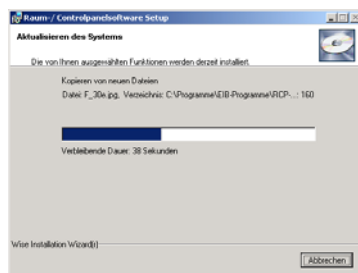 Raum-/ Controlpanelsoftware Setup
Aktualisieren des Systems
Die von Ihnen ausgewählten Funktionen werden derzeit installiert.
Kopieren von neuen Dateien
Datei: F_30e.jpg, Verzeichnis: C:\Programme\EIB-Programme\RCP-...: 160
Verbleibende Dauer: 38 Sekunden
Wise Installation Wizard(r)
Abbrechen